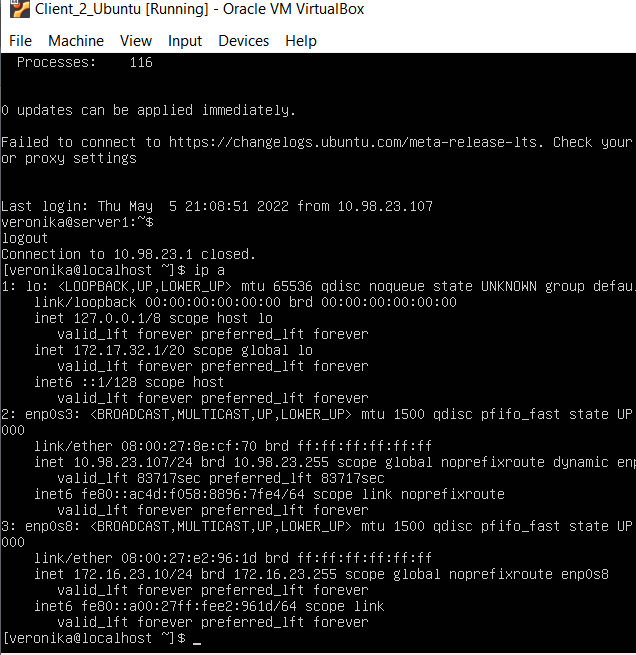 Client_2_Ubuntu [Running] - Oracle VM VirtualBox
File Machine View Input Devices Help
Processes: 116
0 updates can be applied immediately.
Failed to connect to https://changelogs.ubuntu.com/meta-release-lts. Check your
or proxy settings
Last login: Thu May  5 21:08:51 2022 from 10.98.23.107
veronika@server1:~$
logout
Connection to 10.98.23.1 closed.
[veronika@localhost ~]$ ip a
1: lo: <LOOPBACK,UP,LOWER_UP> mtu 65536 qdisc noqueue state UNKNOWN group defau
link/loopback 00:00:00:00:00:00 brd 00:00:00:00:00:00
inet 127.0.0.1/8 scope host lo
valid_lft forever preferred_lft forever
inet 172.17.32.1/20 scope global lo
valid_lft forever preferred_lft forever
inet6 ::1/128 scope host
valid_lft forever preferred_lft forever
2: enp0s3: <BROADCAST,MULTICAST,UP,LOWER_UP> mtu 1500 qdisc pfifo_fast state UP
000
link/ether 08:00:27:8e:cf:70 brd ff:ff:ff:ff:ff:ff
inet 10.98.23.107/24 brd 10.98.23.255 scope global noprefixroute dynamic enp
valid_lft 83717sec preferred_lft 83717sec
inet6 fe80::ac4d:f058:8896:7fe4/64 scope link noprefixroute
valid_lft forever preferred_lft forever
3: enp0s8: <BROADCAST,MULTICAST,UP,LOWER_UP> mtu 1500 qdisc pfifo_fast state UP
000
link/ether 08:00:27:e2:96:1d brd ff:ff:ff:ff:ff:ff
inet 172.16.23.10/24 brd 172.16.23.255 scope global noprefixroute enp0s8
valid_lft forever preferred_lft forever
inet6 fe80::a00:27ff:fee2:961d/64 scope link
valid_lft forever preferred_lft forever
[veronika@localhost ~]$ _